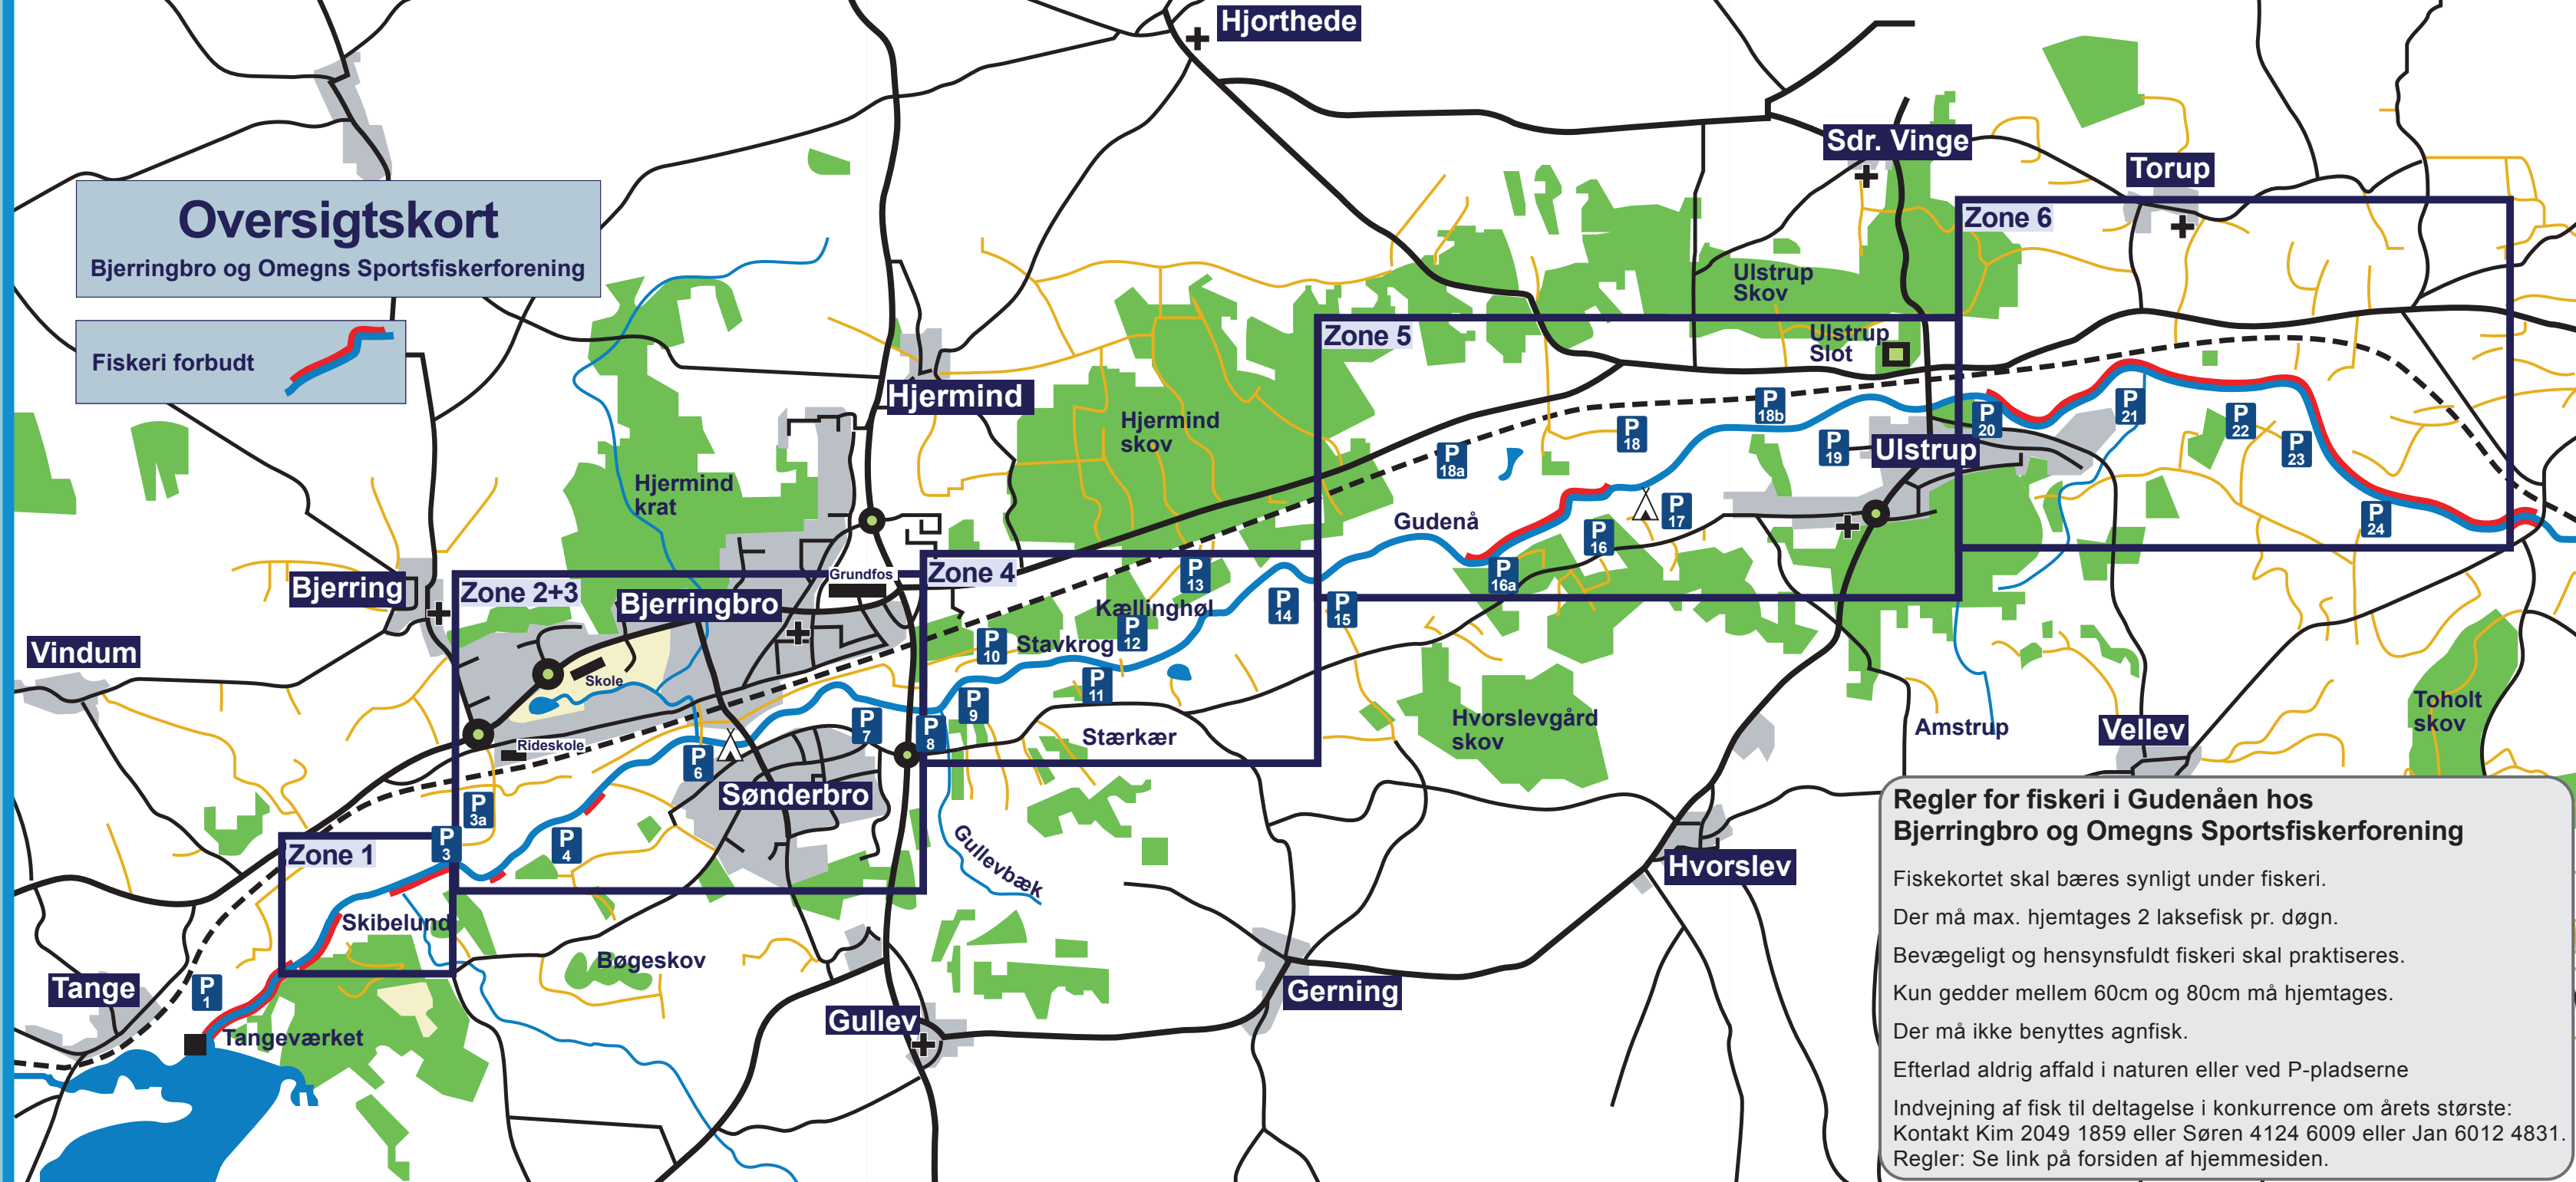 Hjorthede
Sdr. Vinge
Torup
Oversigtskort
Bjerringbro og Omegns Sportsfiskerforening
Fiskeri forbudt
Zone 6
Ulstrup
Skov
Zone 5
Ulstrup
Slot
Hjermind
Hjermind
skov
P
18b
P
18
P
18a
P
19
Ulstrup
P
20
P
21
P
22
P
23
P
24
Hjermind
krat
Gudenå
P
17
P
16
P
16a
Bjerring
Zone 2+3
Bjerringbro
Grundfos
Zone 4
P
13
Kællinghøl
P
14
P
15
P
12
Stavkrog
P
10
P
11
P
9
Vindum
Skole
Rideskole
P
7
P
8
P
6
Stærkær
Sønderbro
Hvorslevgård
skov
Amstrup
Vellev
Toholt
skov
P
3a
P
3
P
4
Zone 1
Skibelund
Gullevbæk
Hvorslev
Bøgeskov
Tange
P
1
Tangeværket
Gullev
Gerning
Regler for fiskeri i Gudenåen hos
Bjerringbro og Omegns Sportsfiskerforening
Fiskekortet skal bæres synligt under fiskeri.
Der må max. hjemtages 2 laksefisk pr. døgn.
Bevægeligt og hensynsfuldt fiskeri skal praktiseres.
Kun gedder mellem 60cm og 80cm må hjemtages.
Der må ikke benyttes agnfisk.
Efterlad aldrig affald i naturen eller ved P-pladserne
Indvejning af fisk til deltagelse i konkurrence om årets største:
Kontakt Kim 2049 1859 eller Søren 4124 6009 eller Jan 6012 4831.
Regler: Se link på forsiden af hjemmesiden.